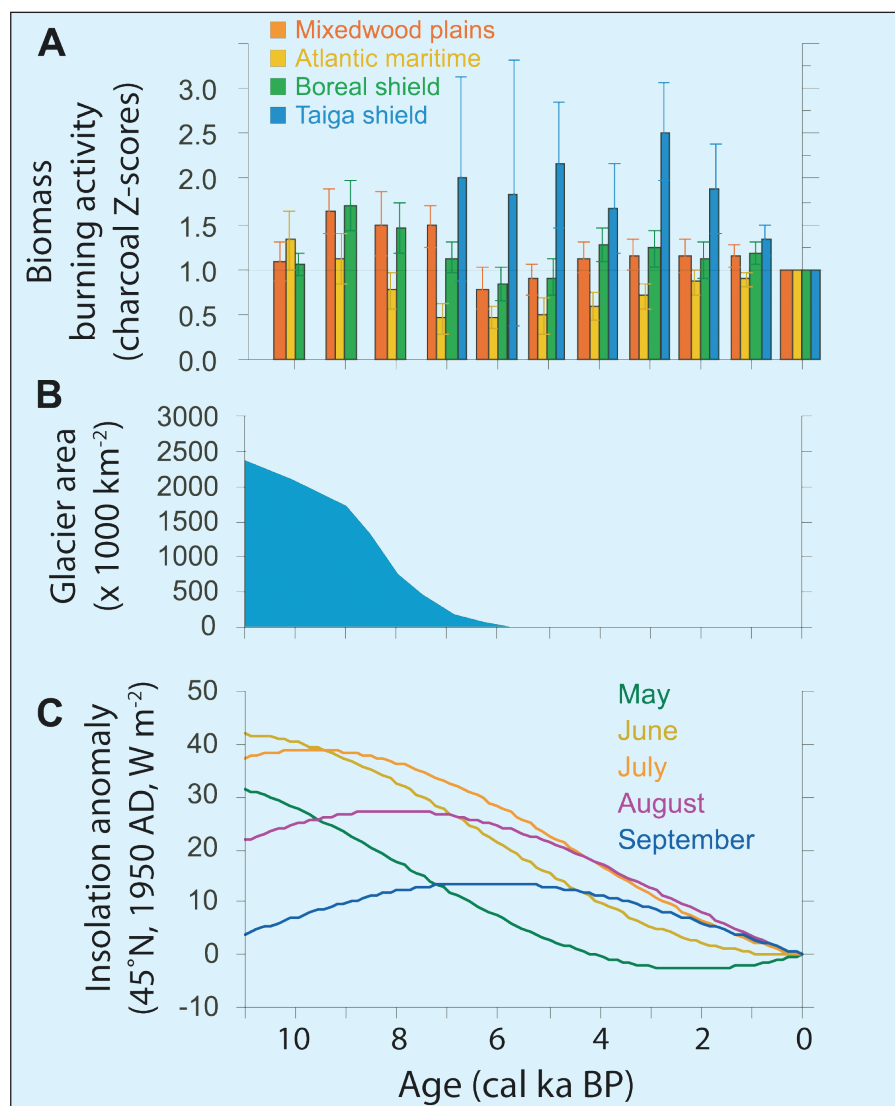 A
Mixedwood plains
Atlantic maritime
Boreal shield
Taiga shield
Biomass
burning activity
(charcoal Z-scores)
3.0
2.5
2.0
1.5
1.0
0.5
0.0
B
Glacier area
(x 1000 km⁻²)
3000
2500
2000
1500
1000
500
0
C
Insolation anomaly
(45°N, 1950 AD, W m⁻²)
50
40
30
20
10
0
-10
May
June
July
August
September
10 8 6 4 2 0
Age (cal ka BP)